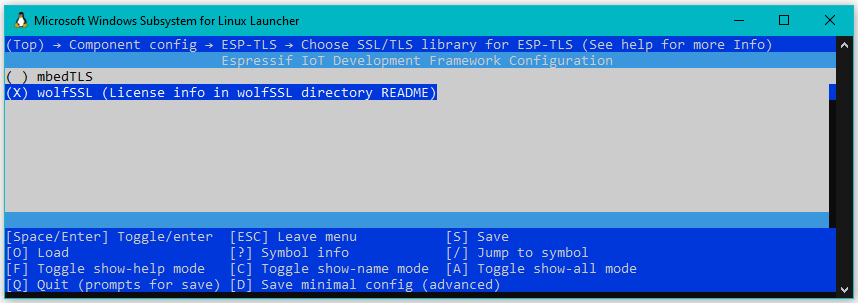 Microsoft Windows Subsystem for Linux Launcher
(Top) → Component config → ESP-TLS → Choose SSL/TLS library for ESP-TLS (See help for more Info)
Espressif IoT Development Framework Configuration
( ) mbedTLS
(X) wolfSSL (License info in wolfSSL directory README)
[Space/Enter] Toggle/enter [ESC] Leave menu [S] Save
[O] Load [?] Symbol info [/] Jump to symbol
[F] Toggle show-help mode [C] Toggle show-name mode [A] Toggle show-all mode
[Q] Quit (prompts for save) [D] Save minimal config (advanced)